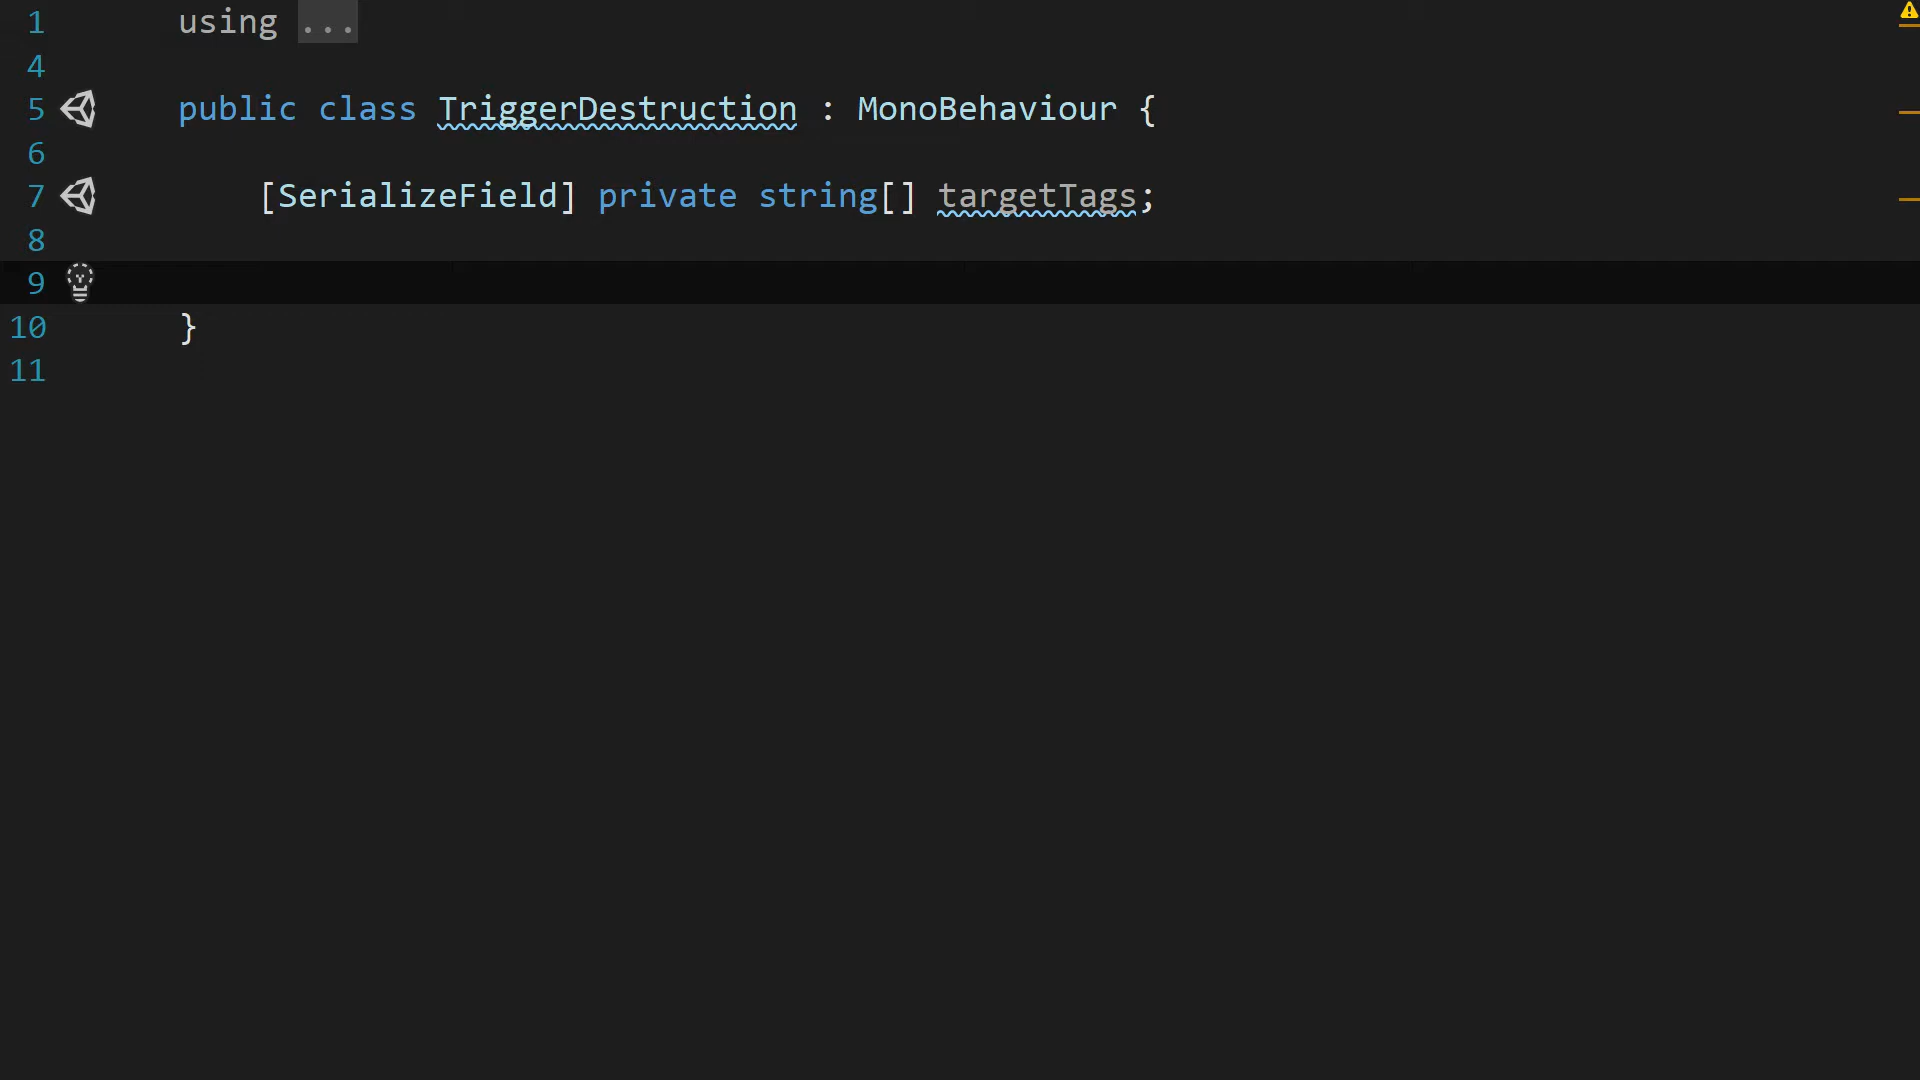 1 using ...
4
5 public class TriggerDestruction : MonoBehaviour {
6
7 [SerializeField] private string[] targetTags;
8
9
10 }
11